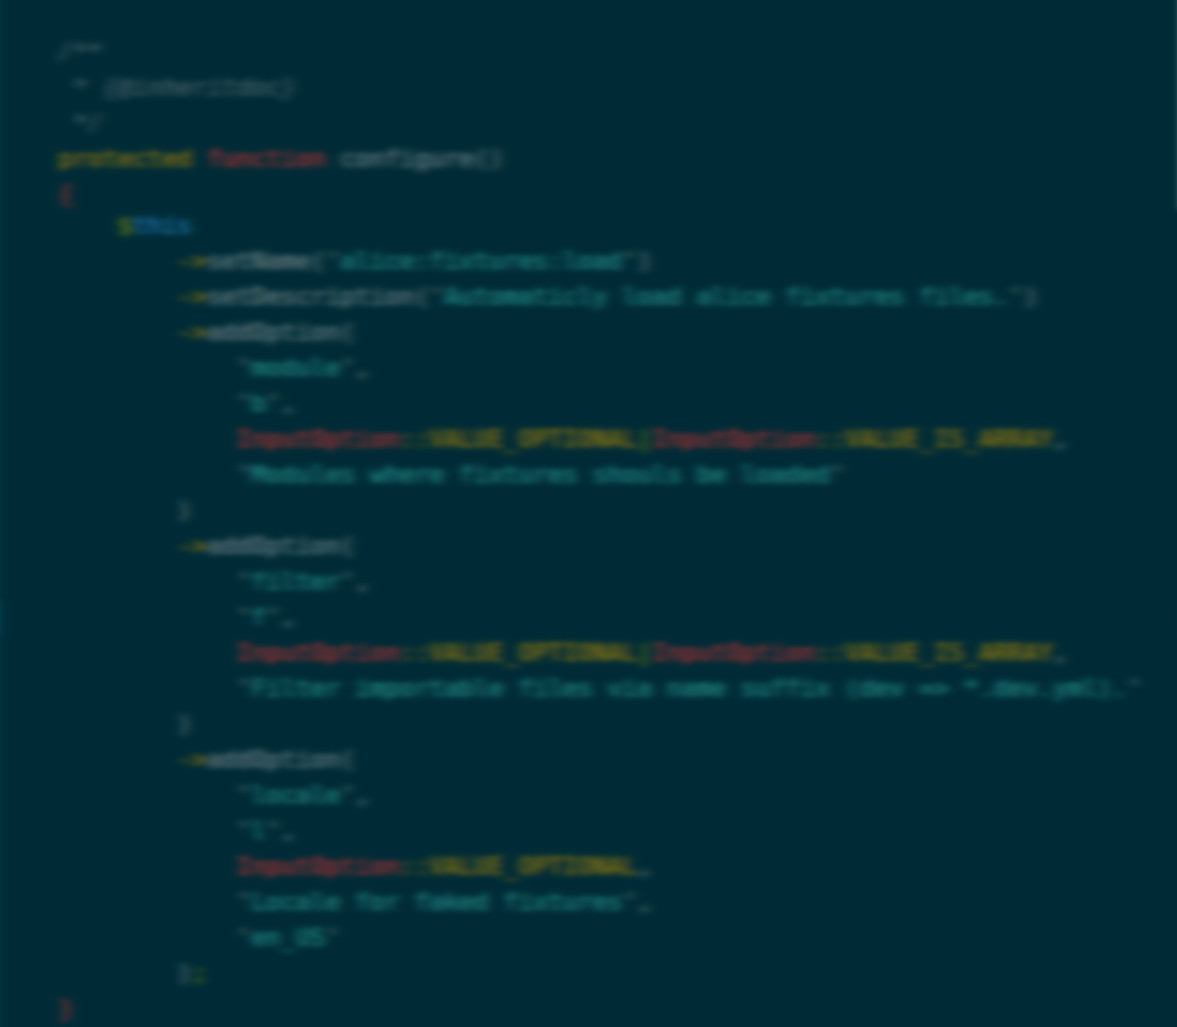 /**
 * {@inheritdoc}
 */
protected function configure()
{
    $this
        ->setName("alice:fixtures:load")
        ->setDescription("Automaticly load alice fixtures files.")
        ->addOption(
            "module",
            "b",
            InputOption::VALUE_OPTIONAL|InputOption::VALUE_IS_ARRAY,
            "Modules where fixtures shouls be loaded"
        )
        ->addOption(
            "filter",
            "f",
            InputOption::VALUE_OPTIONAL|InputOption::VALUE_IS_ARRAY,
            "Filter importable files via name suffix (dev => *.dev.yml)."
        )
        ->addOption(
            "locale",
            "l",
            InputOption::VALUE_OPTIONAL,
            "Locale for faked fixtures",
            "en_US"
        );
}